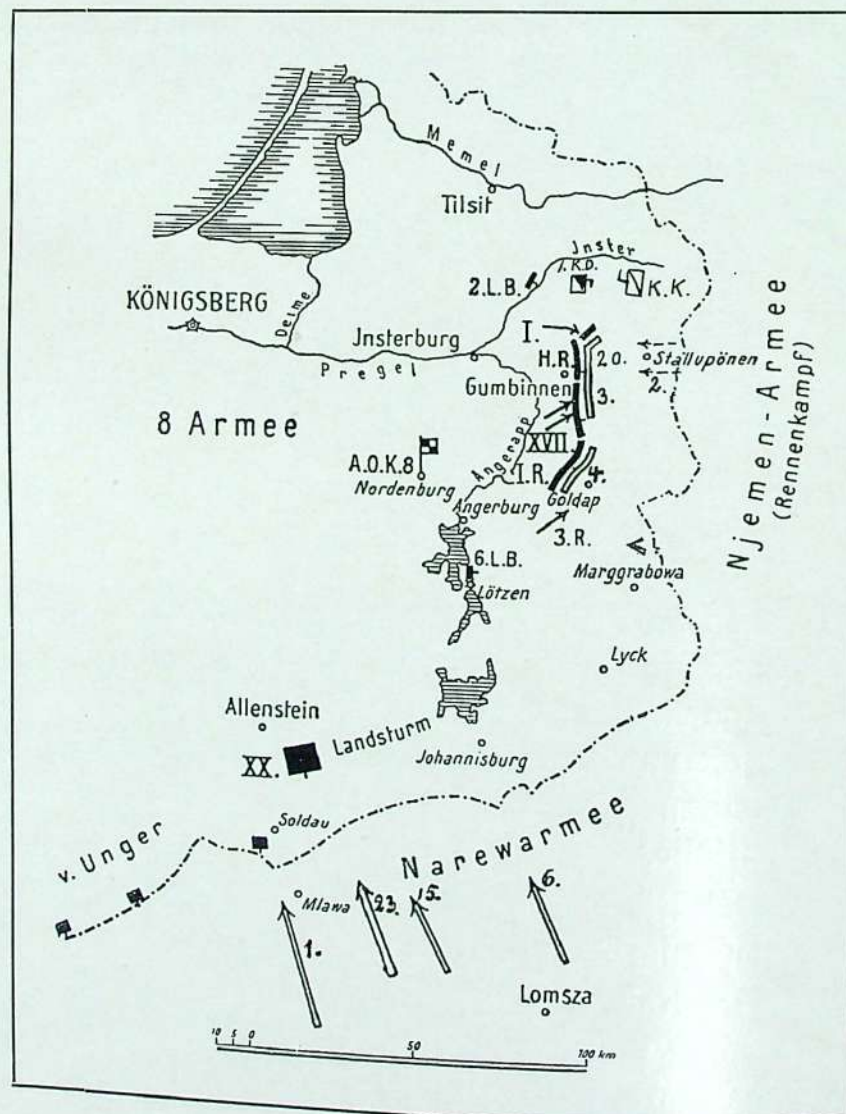 Memel
Tilsit
Jnster
1.K.D.
2.L.B.
K.K.
KÖNIGSBERG
Deime
Jnsterburg
Pregel
I.
H.R.
20.
Stallupönen
Gumbinnen
3.
2.
8 Armee
Angerapp
XVII.
A.O.K.8
Nordenburg
I.R.
4.
Goldap
Angerburg
3.R.
Njemen-Armee
(Rennenkampf)
6.L.B.
Lötzen
Marggrabowa
Lyck
Allenstein
XX.
Landsturm
Johannisburg
Soldau
v. Unger
Narewarmee
Mlawa
1.
23.
15.
6.
Lomsza
10 5 0 50 100 km